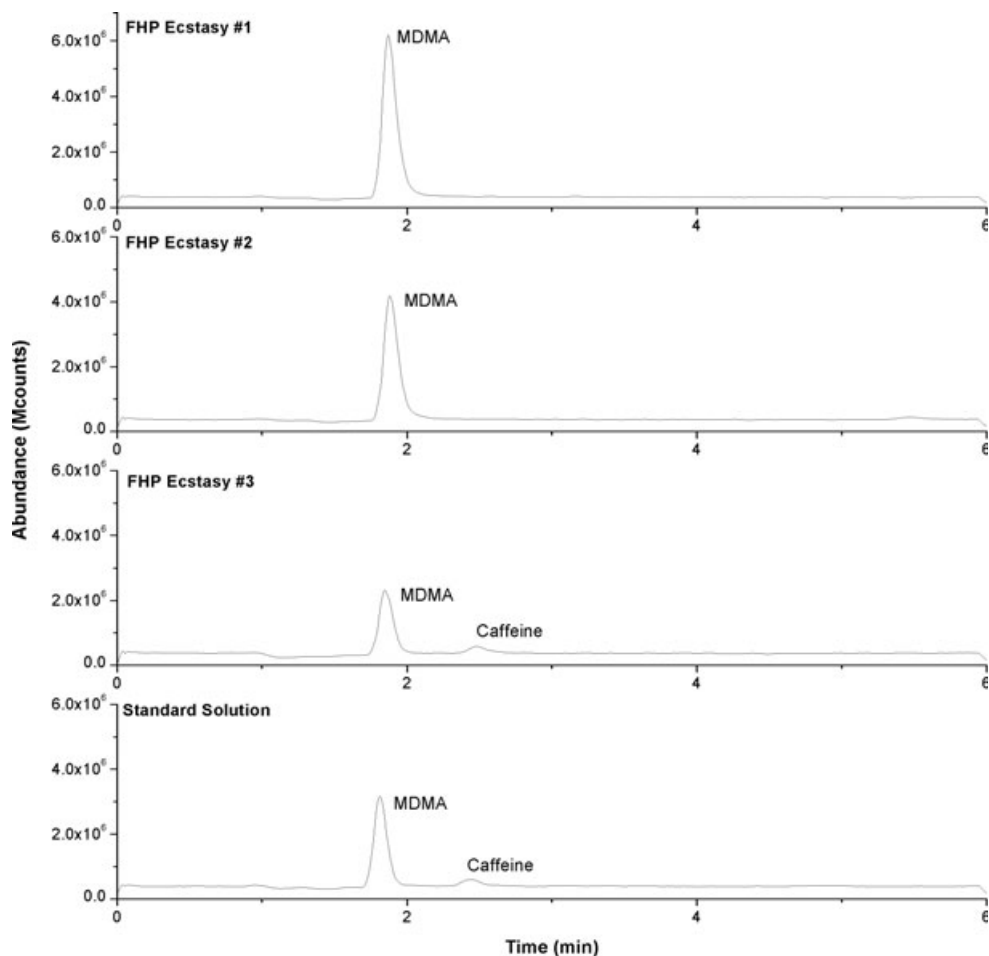 FHP Ecstasy #1
MDMA
6.0x10⁶
4.0x10⁶
2.0x10⁶
0.0
0 2 4 6
FHP Ecstasy #2
MDMA
6.0x10⁶
4.0x10⁶
2.0x10⁶
0.0
0 2 4 6
Abundance (Mcounts)
FHP Ecstasy #3
MDMA
Caffeine
6.0x10⁶
4.0x10⁶
2.0x10⁶
0.0
0 2 4 6
Standard Solution
MDMA
Caffeine
6.0x10⁶
4.0x10⁶
2.0x10⁶
0.0
0 2 4 6
Time (min)